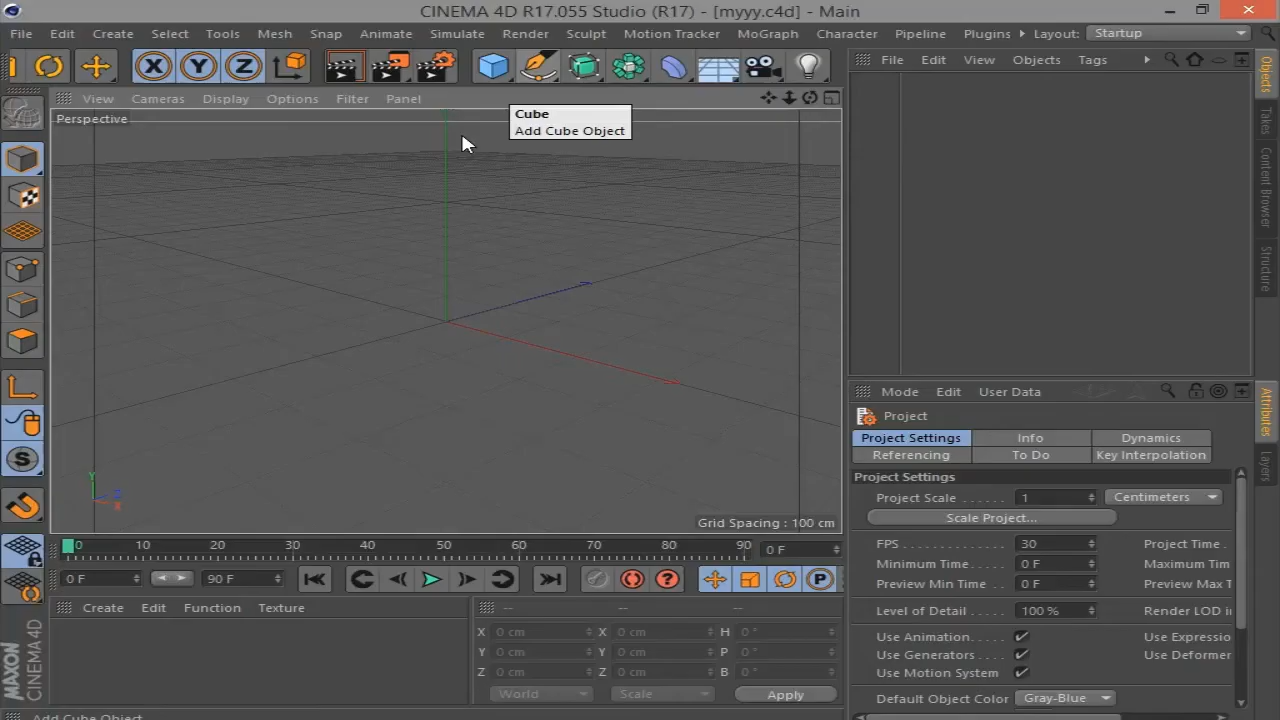 CINEMA 4D R17.055 Studio (R17) - [myyy.c4d] - Main
File Edit Create Select Tools Mesh Snap Animate Simulate Render Sculpt Motion Tracker MoGraph Character Pipeline Plugins Layout: Startup
X Y Z
File Edit View Objects Tags
View Cameras Display Options Filter Panel
Perspective
Cube
Add Cube Object
Objects
Takes
Content Browser
Structure
Y
Z
X
Grid Spacing : 100 cm
Mode Edit User Data
Project
Project Settings Info Dynamics
Referencing To Do Key Interpolation
Attributes
Layers
Project Settings
Project Scale 1 Centimeters
Scale Project...
FPS 30 Project Time
Minimum Time 0 F Maximum Tim
Preview Min Time 0 F Preview Max T
Level of Detail 100 % Render LOD i
Use Animation Use Expressio
Use Generators Use Deformer
Use Motion System
Default Object Color Gray-Blue
S
0 10 20 30 40 50 60 70 80 90 0 F
0 F 90 F
? P
Create Edit Function Texture
-- -- --
X 0 cm X 0 cm H 0 °
Y 0 cm Y 0 cm P 0 °
Z 0 cm Z 0 cm B 0 °
World Scale Apply
MAXON
CINEMA 4D
Add Cube Object